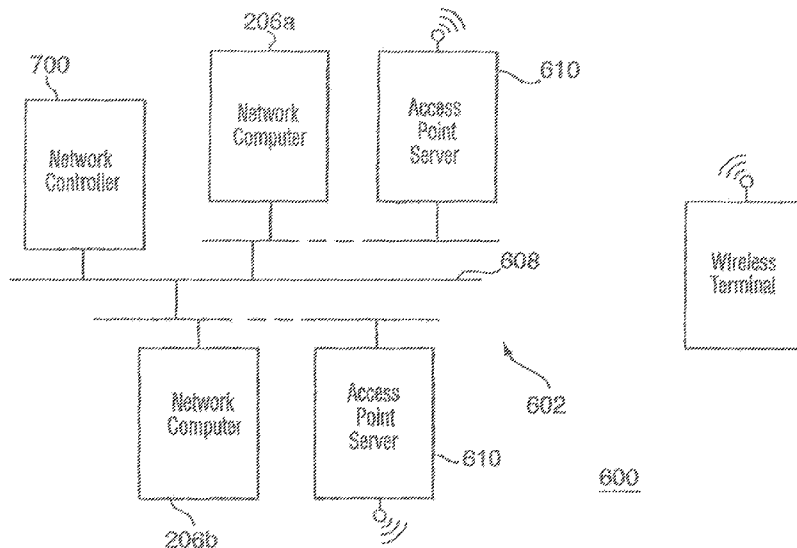 206a
700
610
Network
Computer
Access
Point
Server
Network
Controller
608
Wireless
Terminal
Network
Computer
Access
Point
Server
602
610
600
206b